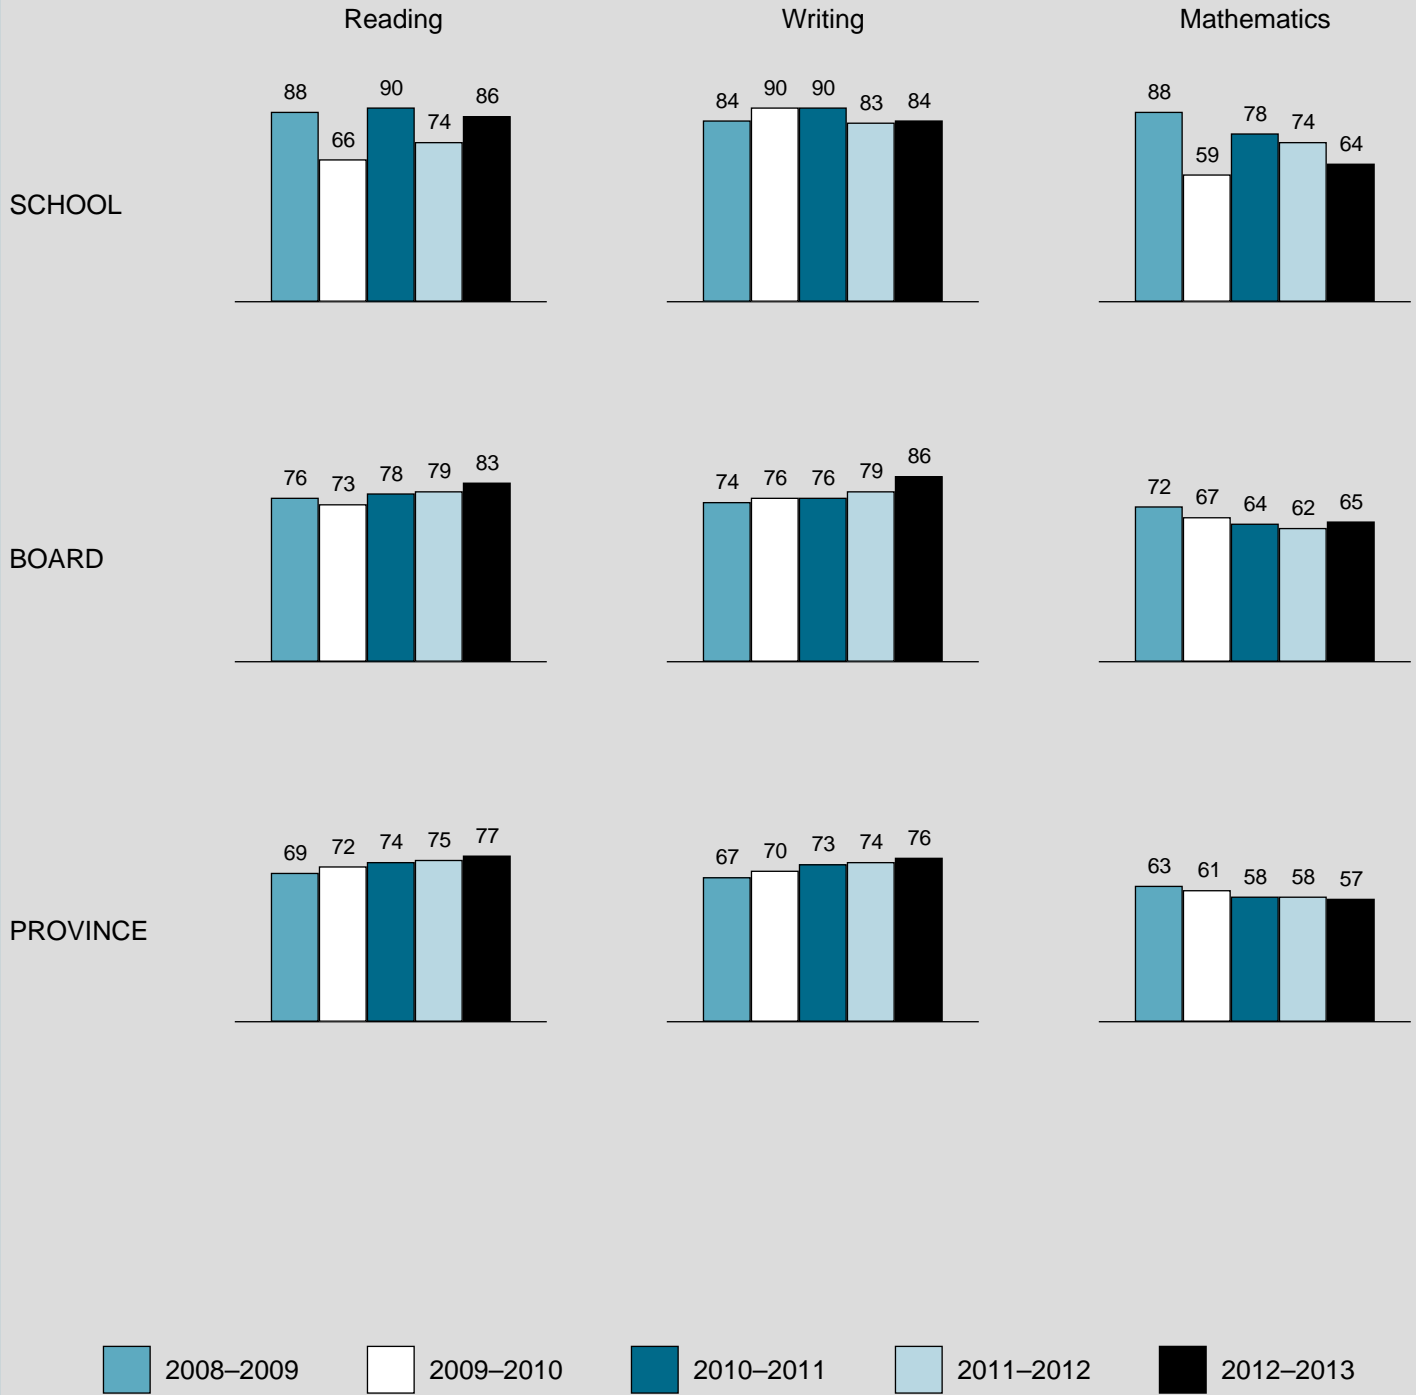 Reading Writing Mathematics
88 66 90 74 86
84 90 90 83 84
88 59 78 74 64
SCHOOL
76 73 78 79 83
74 76 76 79 86
72 67 64 62 65
BOARD
69 72 74 75 77
67 70 73 74 76
63 61 58 58 57
PROVINCE
2008–2009 2009–2010 2010–2011 2011–2012 2012–2013